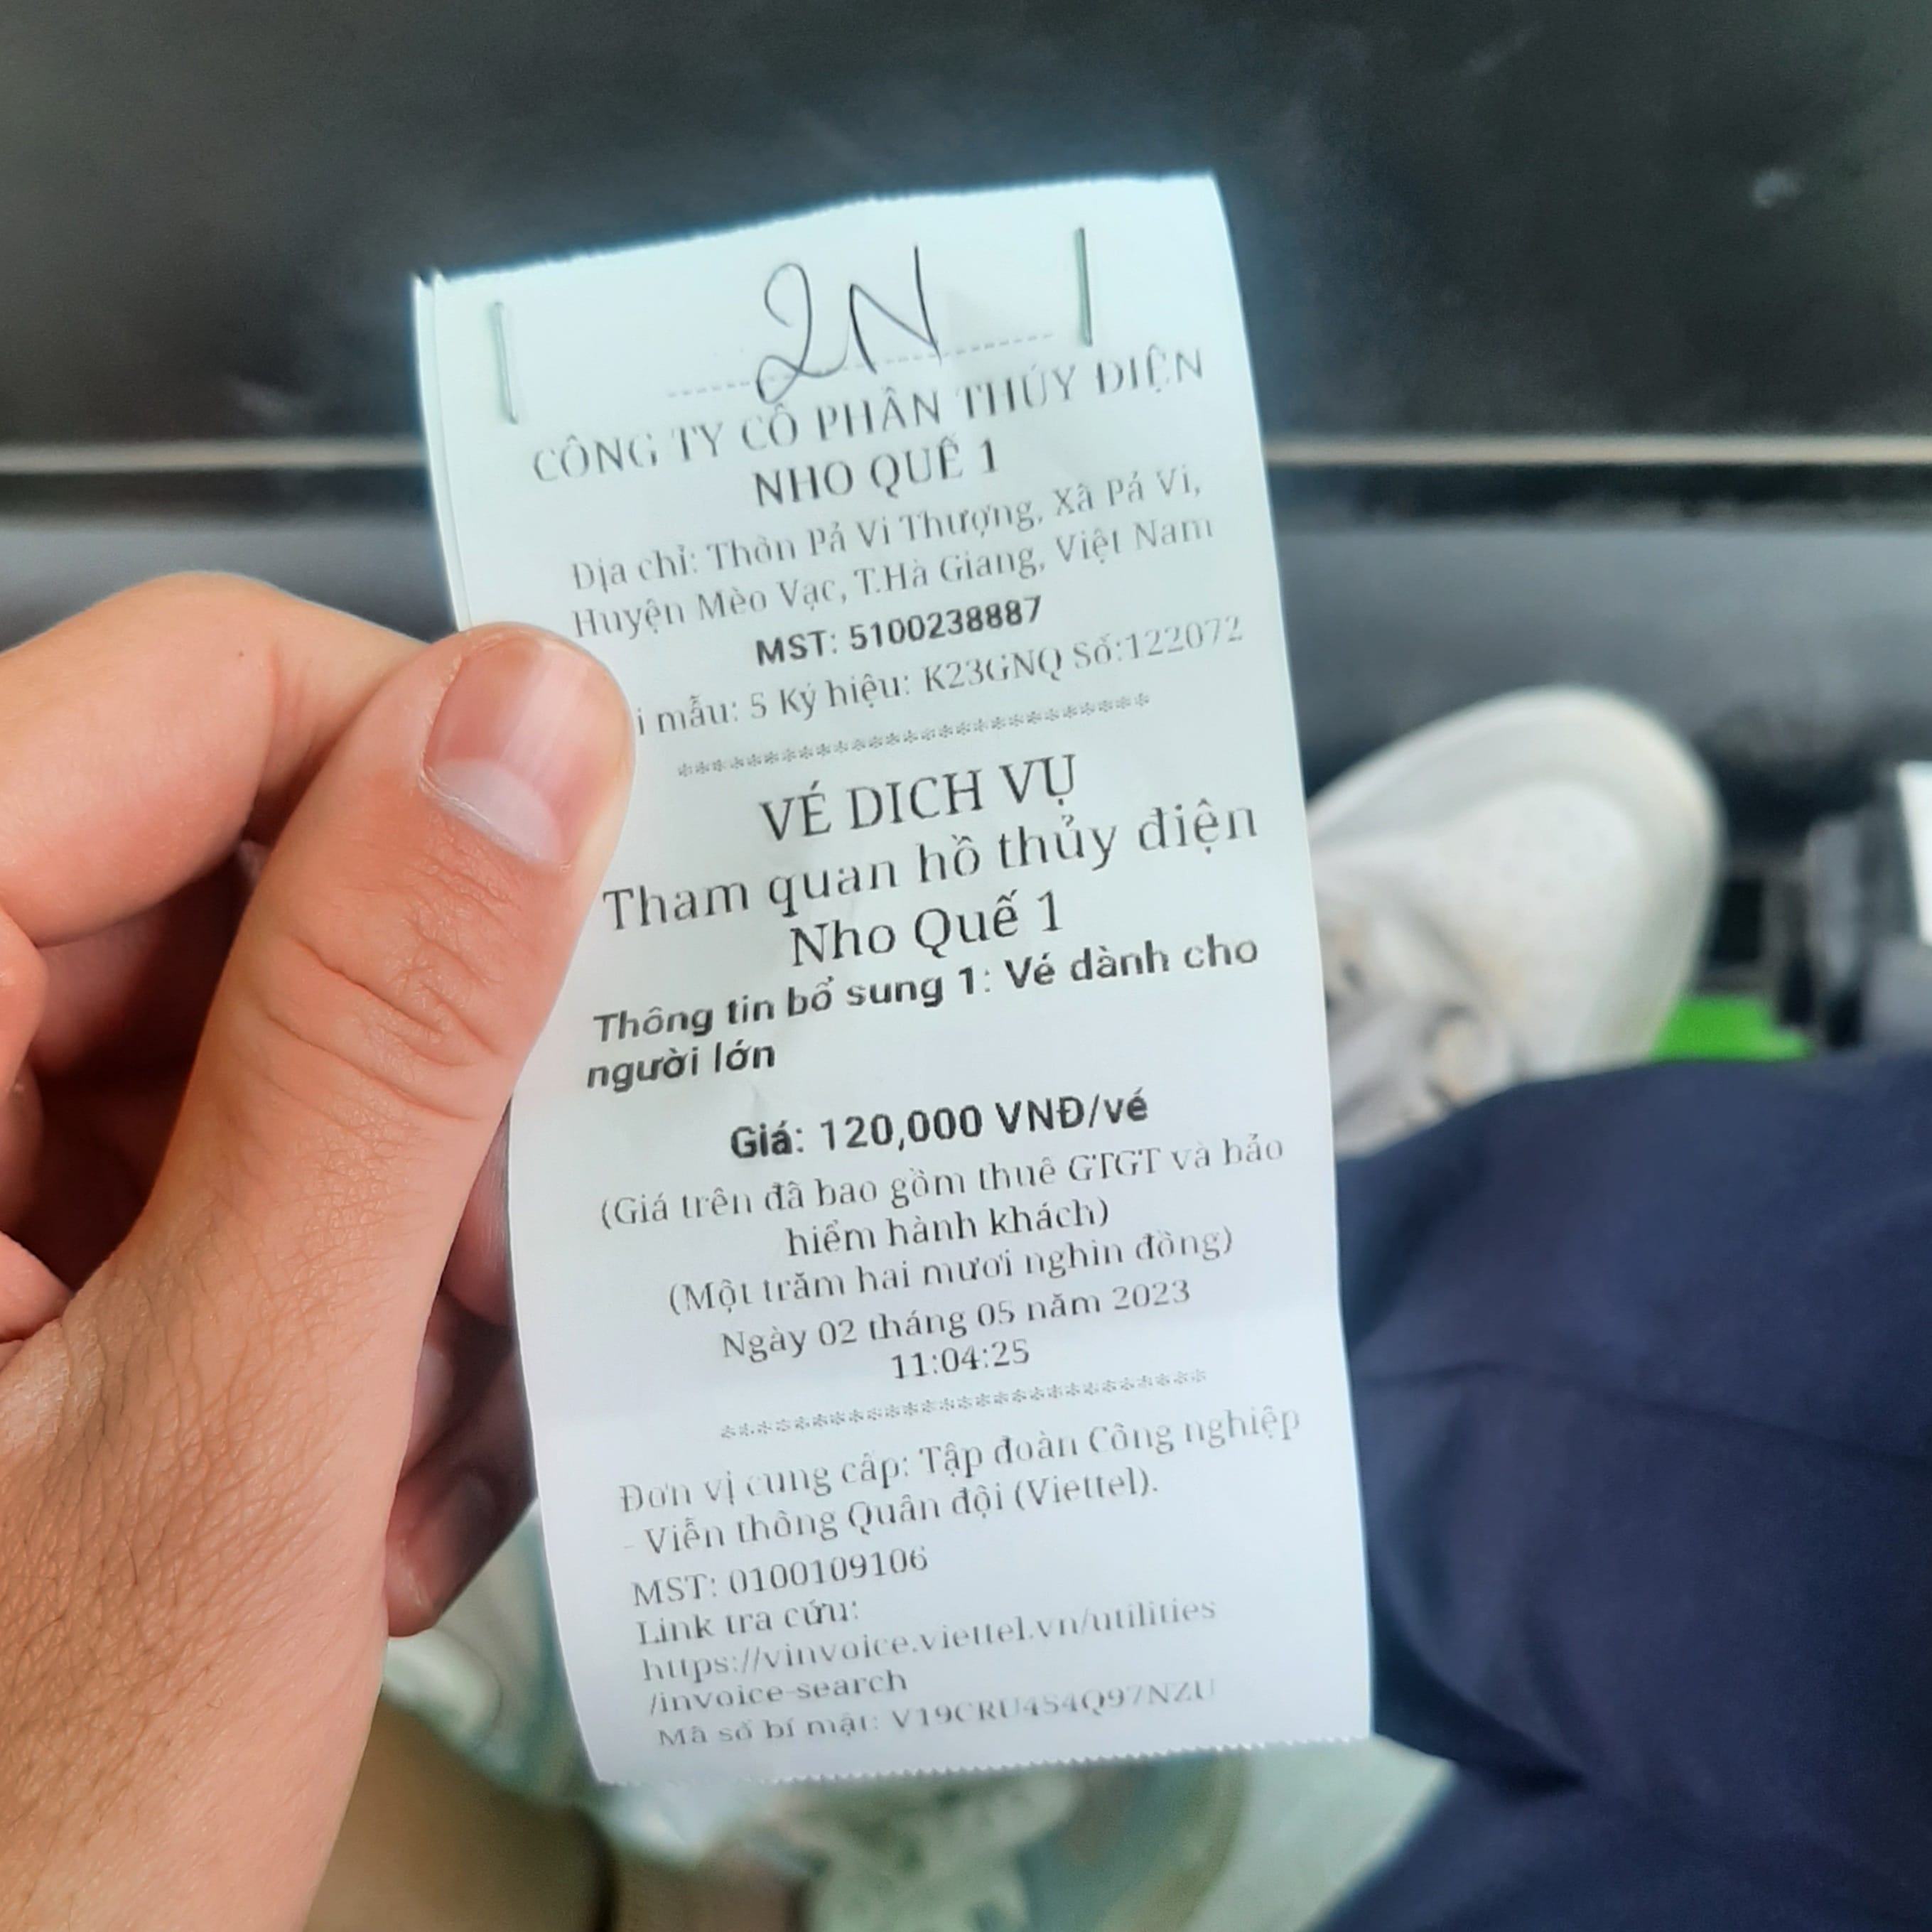 2N
CÔNG TY CỔ PHẦN THỦY ĐIỆN
NHO QUẾ 1
Địa chỉ: Thôn Pả Vi Thượng, Xã Pả Vi,
Huyện Mèo Vạc, T.Hà Giang, Việt Nam
MST: 5100238887
i mẫu: 5 Ký hiệu: K23GNQ Số:122072
**************************
VÉ DỊCH VỤ
Tham quan hồ thủy điện
Nho Quế 1
Thông tin bổ sung 1: Vé dành cho
người lớn
Giá: 120,000 VNĐ/vé
(Giá trên đã bao gồm thuế GTGT và bảo
hiểm hành khách)
(Một trăm hai mươi nghìn đồng)
Ngày 02 tháng 05 năm 2023
11:04:25
**************************
Đơn vị cung cấp: Tập đoàn Công nghiệp
- Viễn thông Quân đội (Viettel).
MST: 0100109106
Link tra cứu:
https://vinvoice.viettel.vn/utilities
/invoice-search
Mã số bí mật: V19CRU454Q97NZU